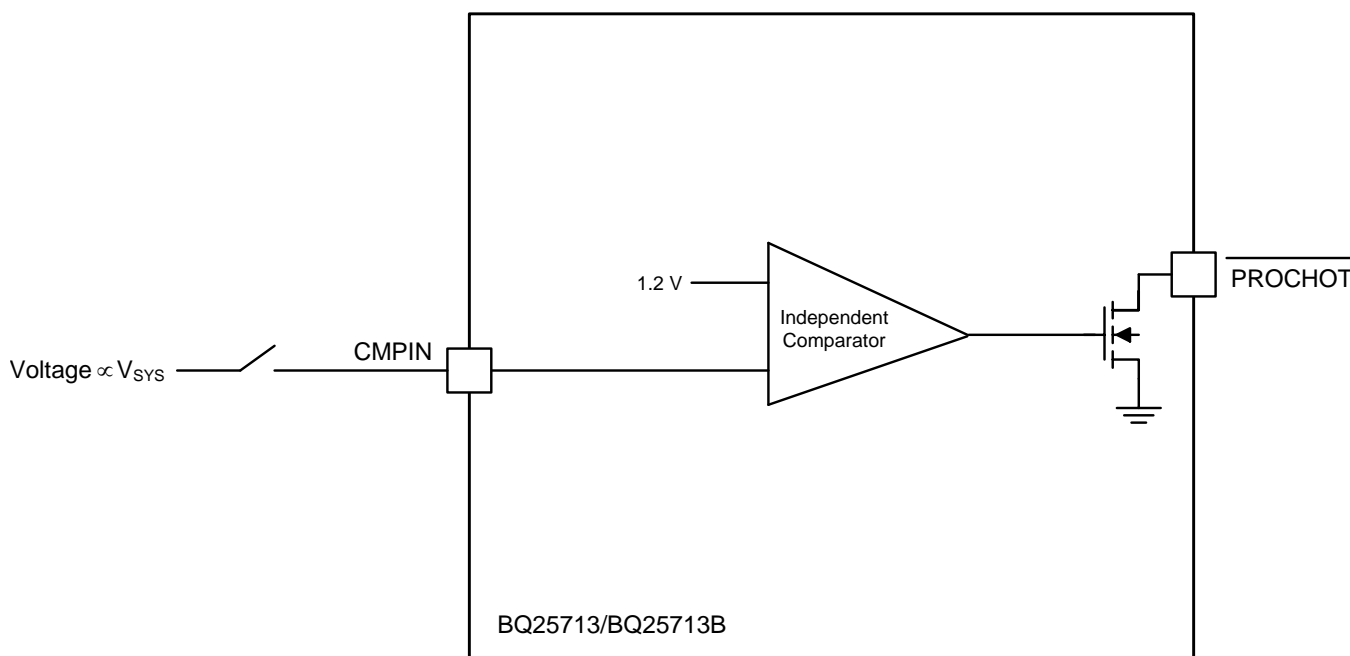 1.2 V
Independent
Comparator
PROCHOT
CMPIN
Voltage ∝ VSYS
BQ25713/BQ25713B